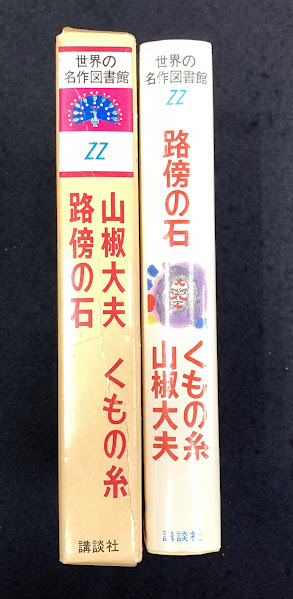 世界の
名作図書館
22
山椒大夫 くもの糸
路傍の石
講談社
世界の
名作図書館
22
路傍の石
くもの糸
山椒大夫
講談社